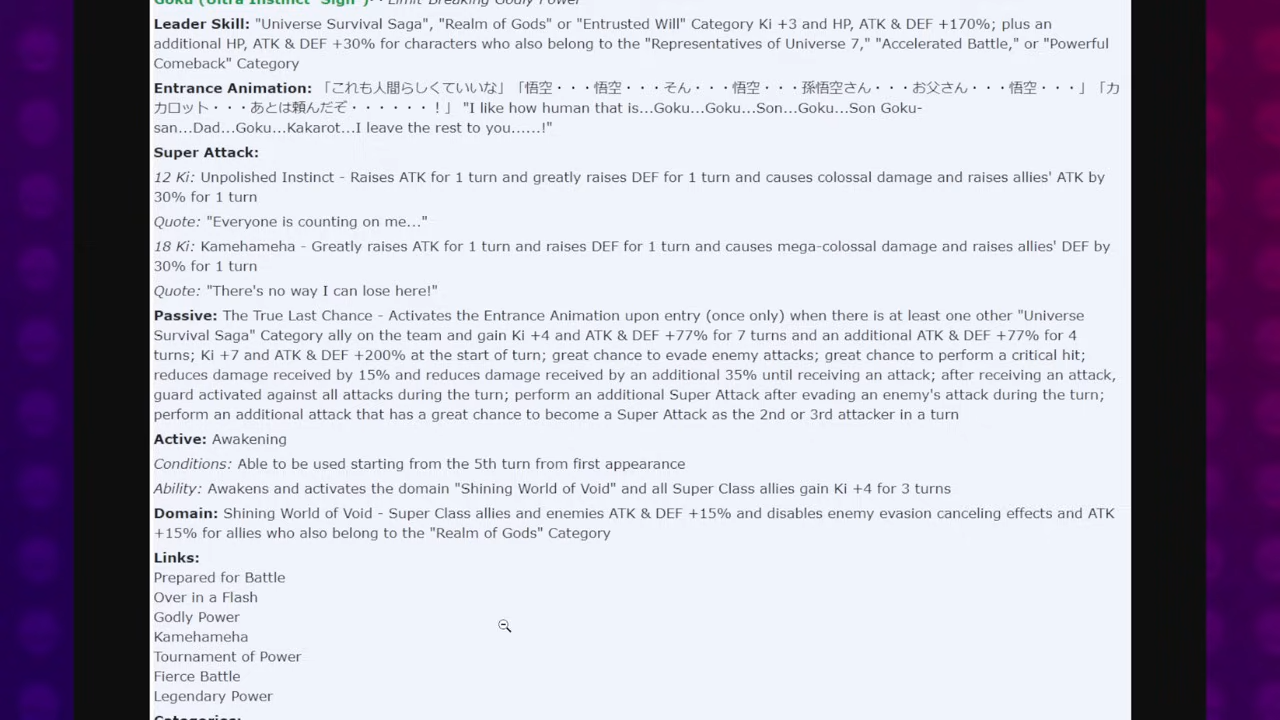 Goku (Ultra Instinct "Sign") - Limit-Breaking Godly Power
Leader Skill: "Universe Survival Saga", "Realm of Gods" or "Entrusted Will" Category Ki +3 and HP, ATK & DEF +170%; plus an
additional HP, ATK & DEF +30% for characters who also belong to the "Representatives of Universe 7," "Accelerated Battle," or "Powerful
Comeback" Category
Entrance Animation: 「これも人間らしくていいな」「悟空・・・悟空・・・そん・・・悟空・・・孫悟空さん・・・お父さん・・・悟空・・・」「カ
カロット・・・あとは頼んだぞ・・・・・・！」 "I like how human that is...Goku...Goku...Son...Goku...Son Goku-
san...Dad...Goku...Kakarot...I leave the rest to you......!"
Super Attack:
12 Ki: Unpolished Instinct - Raises ATK for 1 turn and greatly raises DEF for 1 turn and causes colossal damage and raises allies' ATK by
30% for 1 turn
Quote: "Everyone is counting on me..."
18 Ki: Kamehameha - Greatly raises ATK for 1 turn and raises DEF for 1 turn and causes mega-colossal damage and raises allies' DEF by
30% for 1 turn
Quote: "There's no way I can lose here!"
Passive: The True Last Chance - Activates the Entrance Animation upon entry (once only) when there is at least one other "Universe
Survival Saga" Category ally on the team and gain Ki +4 and ATK & DEF +77% for 7 turns and an additional ATK & DEF +77% for 4
turns; Ki +7 and ATK & DEF +200% at the start of turn; great chance to evade enemy attacks; great chance to perform a critical hit;
reduces damage received by 15% and reduces damage received by an additional 35% until receiving an attack; after receiving an attack,
guard activated against all attacks during the turn; perform an additional Super Attack after evading an enemy's attack during the turn;
perform an additional attack that has a great chance to become a Super Attack as the 2nd or 3rd attacker in a turn
Active: Awakening
Conditions: Able to be used starting from the 5th turn from first appearance
Ability: Awakens and activates the domain "Shining World of Void" and all Super Class allies gain Ki +4 for 3 turns
Domain: Shining World of Void - Super Class allies and enemies ATK & DEF +15% and disables enemy evasion canceling effects and ATK
+15% for allies who also belong to the "Realm of Gods" Category
Links:
Prepared for Battle
Over in a Flash
Godly Power
Kamehameha
Tournament of Power
Fierce Battle
Legendary Power
Categories: